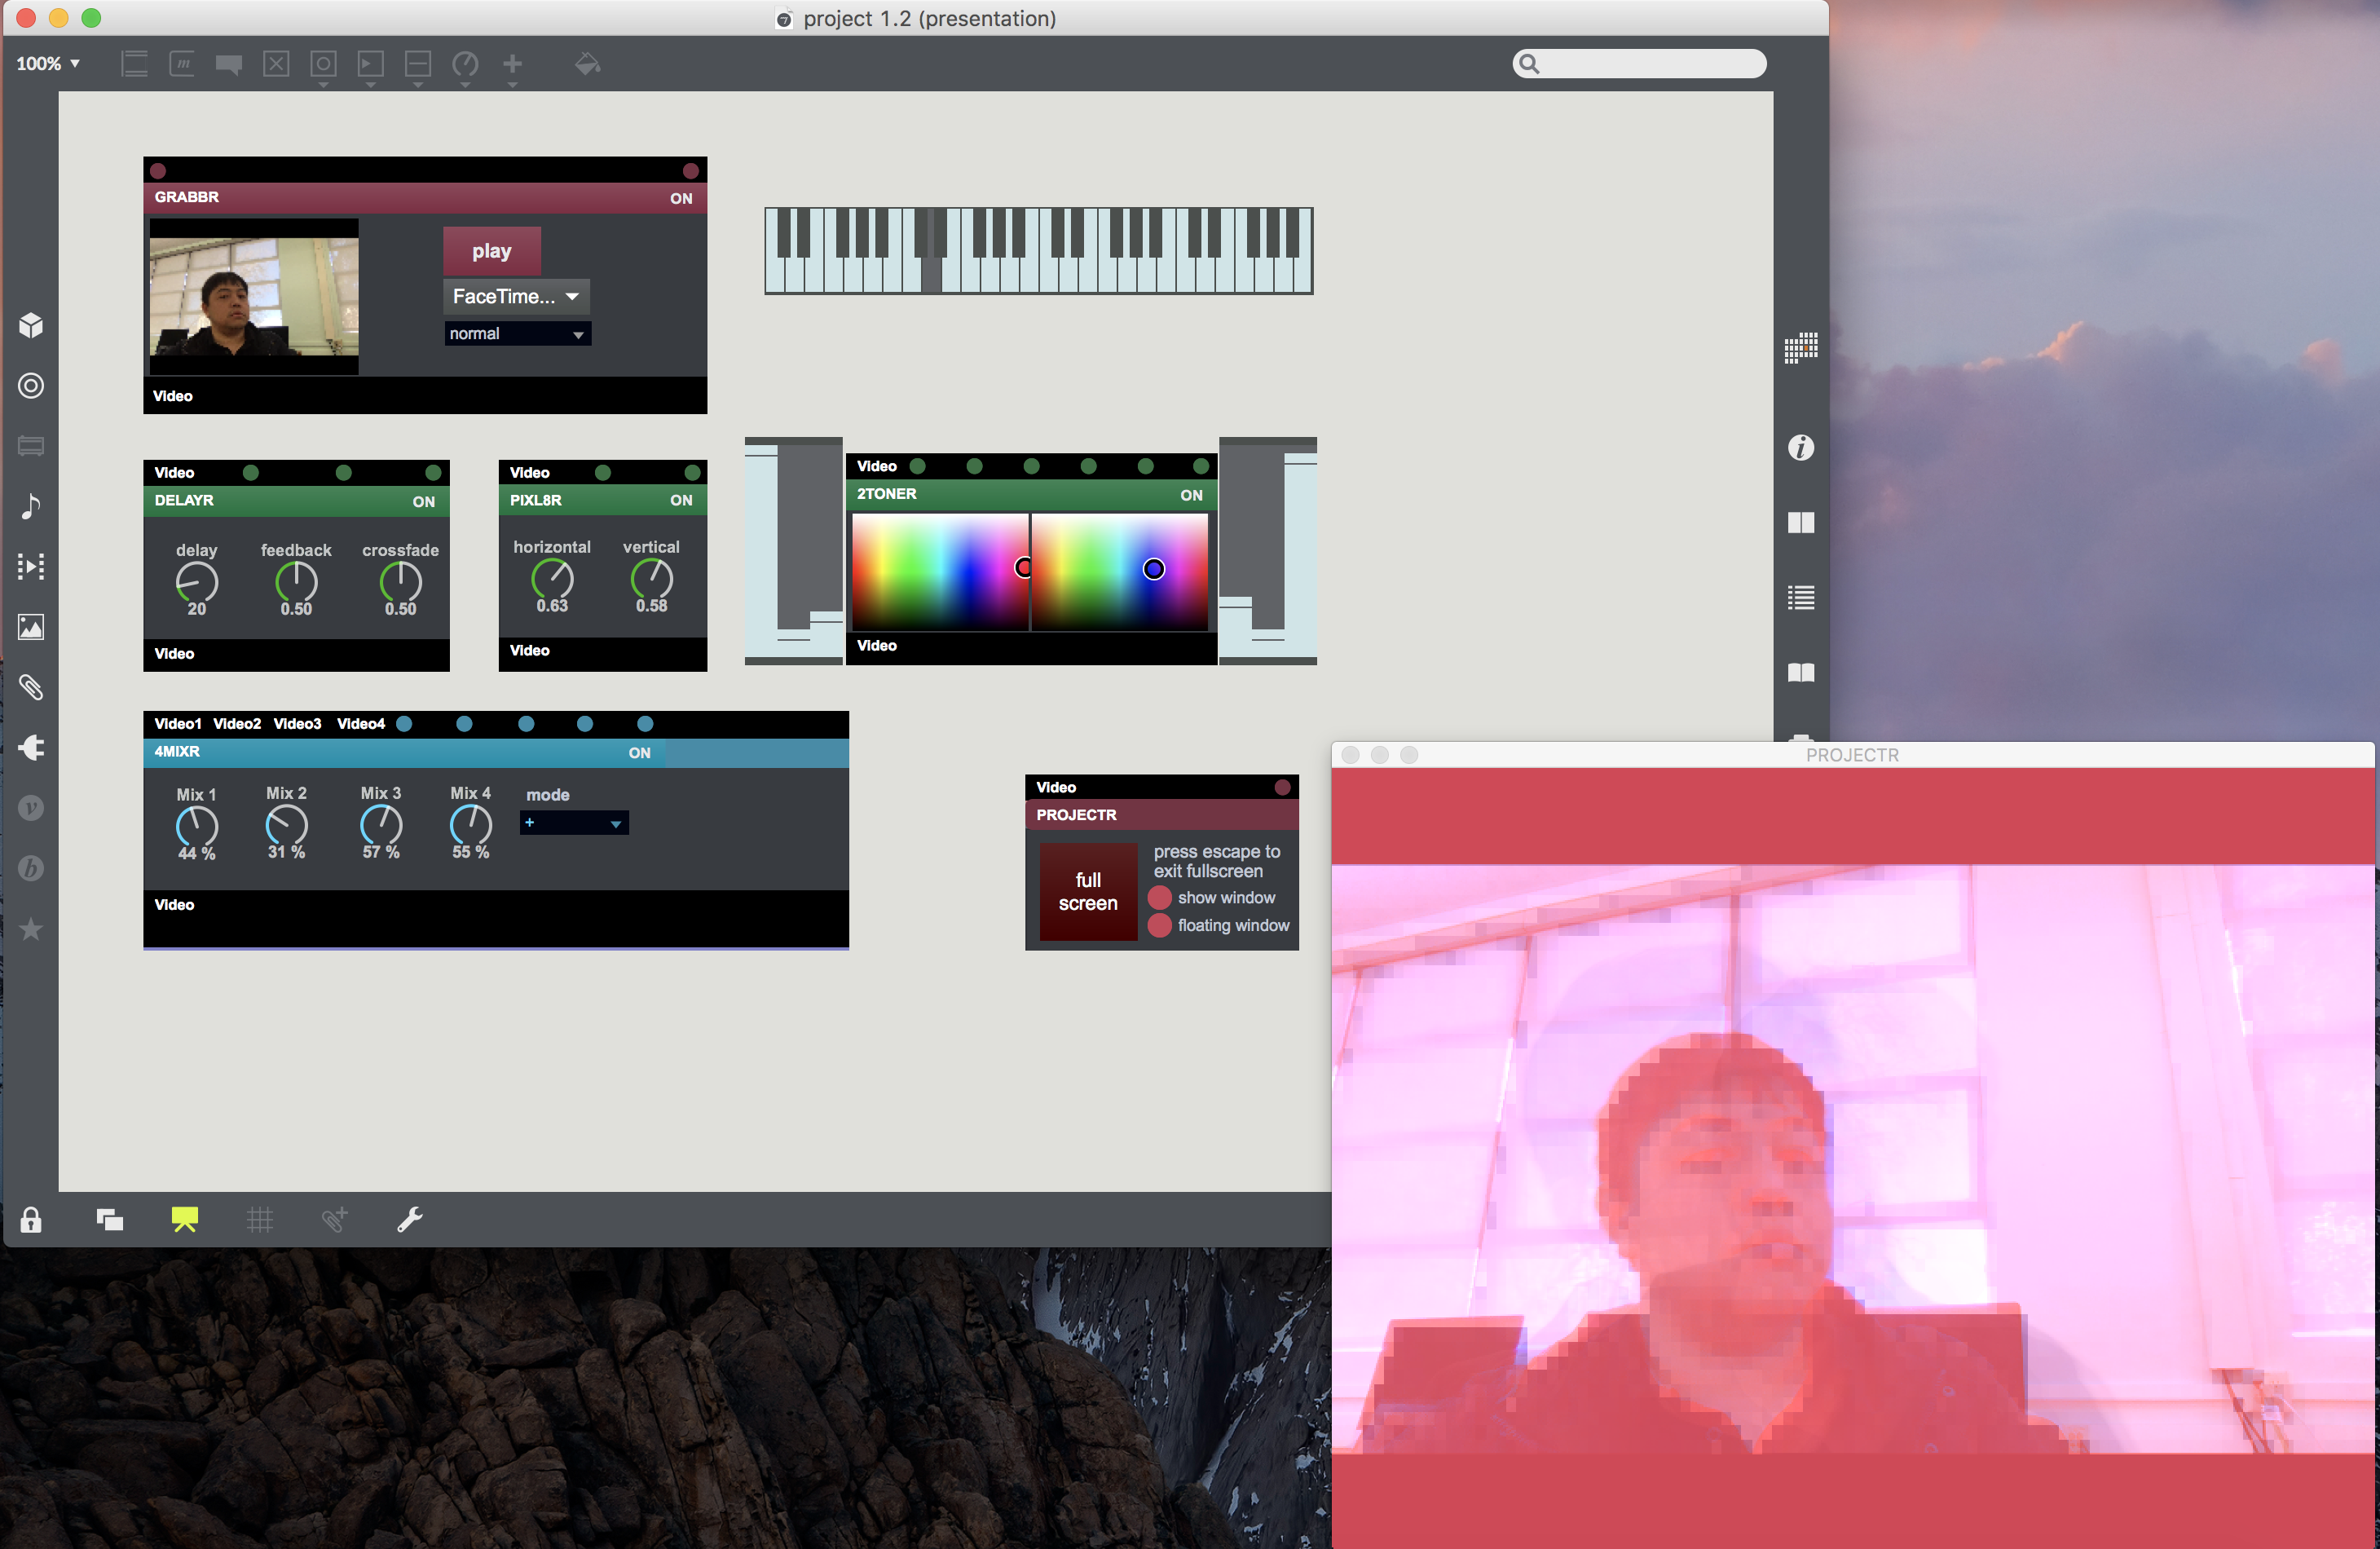 project 1.2 (presentation)
100%
m
GRABBR ON
play
FaceTime...
normal
Video
Video
DELAYR ON
delay feedback crossfade
20 0.50 0.50
Video
Video
PIXL8R ON
horizontal vertical
0.63 0.58
Video
Video
2TONER ON
Video
Video1 Video2 Video3 Video4
4MIXR ON
Mix 1 Mix 2 Mix 3 Mix 4 mode
+
44 % 31 % 57 % 55 %
Video
Video
PROJECTR
full
screen
press escape to
exit fullscreen
show window
floating window
PROJECTR
i
v
b